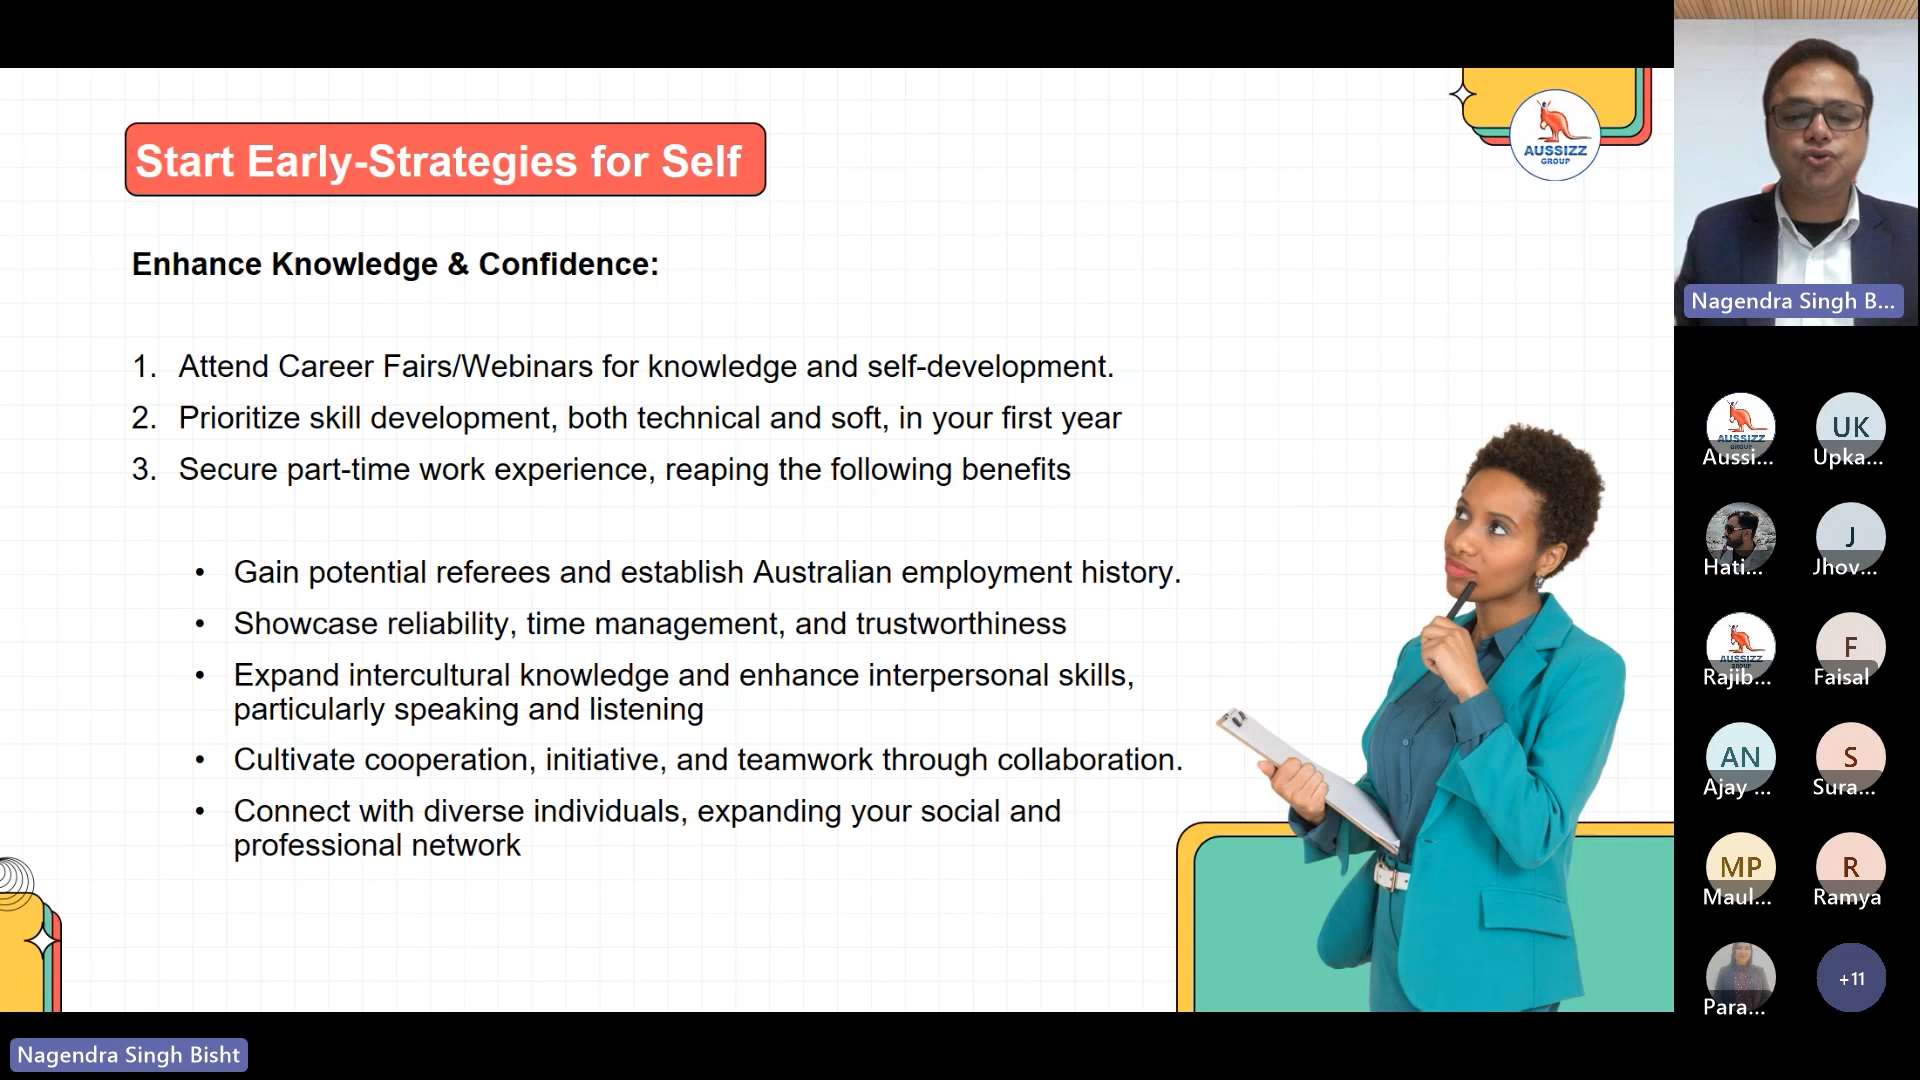 Start Early-Strategies for Self
AUSSIZZ
GROUP
Enhance Knowledge & Confidence:
1. Attend Career Fairs/Webinars for knowledge and self-development.
2. Prioritize skill development, both technical and soft, in your first year
3. Secure part-time work experience, reaping the following benefits
• Gain potential referees and establish Australian employment history.
• Showcase reliability, time management, and trustworthiness
• Expand intercultural knowledge and enhance interpersonal skills,
particularly speaking and listening
• Cultivate cooperation, initiative, and teamwork through collaboration.
• Connect with diverse individuals, expanding your social and
professional network
Nagendra Singh Bisht
Nagendra Singh B...
AUSSIZZ
GROUP
Aussi...
UK
Upka...
Hati...
J
Jhov...
AUSSIZZ
GROUP
Rajib...
F
Faisal
AN
Ajay ...
S
Sura...
MP
Maul...
R
Ramya
Para...
+11